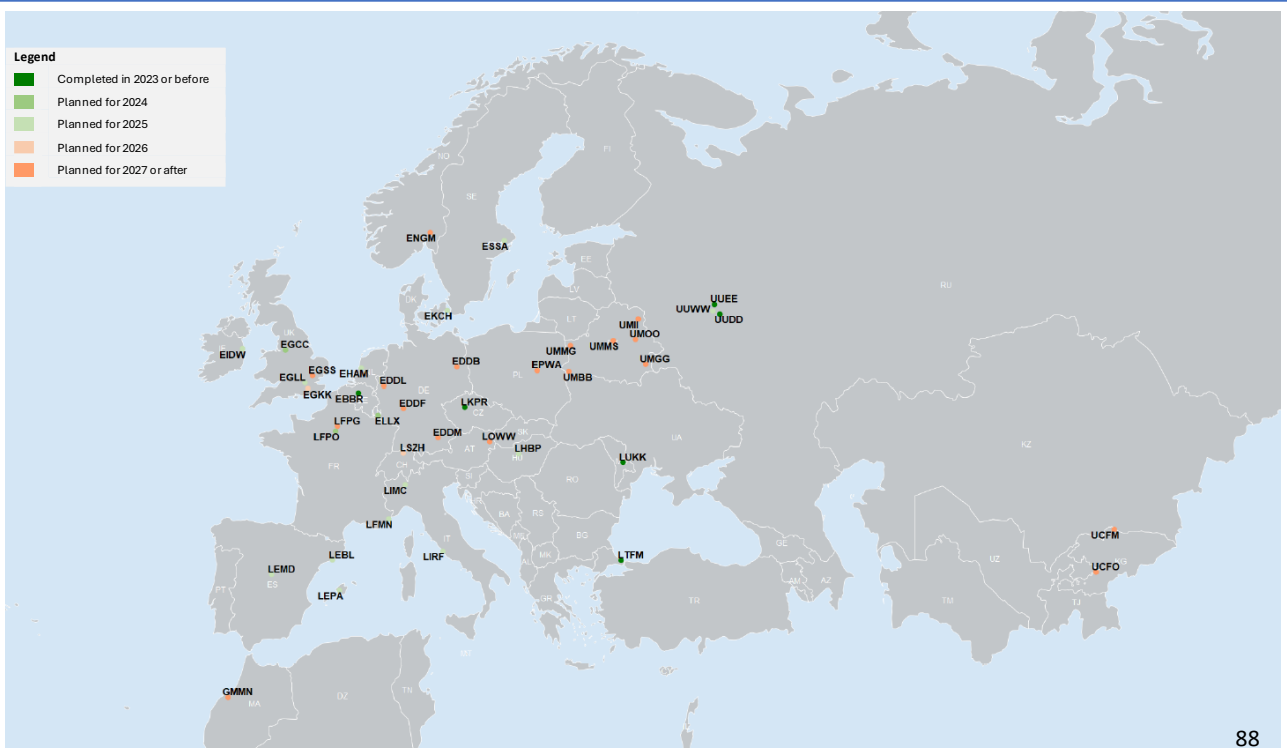 Legend
Completed in 2023 or before
Planned for 2024
Planned for 2025
Planned for 2026
Planned for 2027 or after
NO
FI
SE
ENGM
ESSA
EE
RU
LV
DK
EKCH
LT
UUEE
UUWW
UUDD
UMII
UMOO
UK
EGCC
EIDW
UMMG
UMMS
UMGG
EDDB
EPWA
PL
UMBB
EGSS
EHAM
EGLL
EDDL
DE
EGKK
EBBR
EDDF
LKPR
CZ
LFPG
ELLX
LFPO
EDDM
LOWW
SK
LSZH
AT
LHBP
HU
UA
KZ
CH
LUKK
FR
SI
RO
LIMC
HR
BA
RS
LFMN
IT
BG
UCFM
LEBL
LIRF
MK
LTFM
GE
UZ
KG
UCFO
LEMD
ES
PT
AL
AM
AZ
LEPA
GR
TR
TM
TJ
MT
GMMN
MA
DZ
TN
88